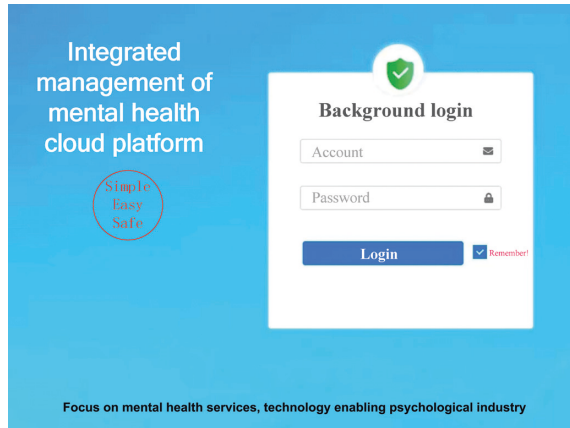 Integrated
management of
mental health
cloud platform
Simple
Easy
Safe
Background login
Account
Password
Login
Remember!
Focus on mental health services, technology enabling psychological industry